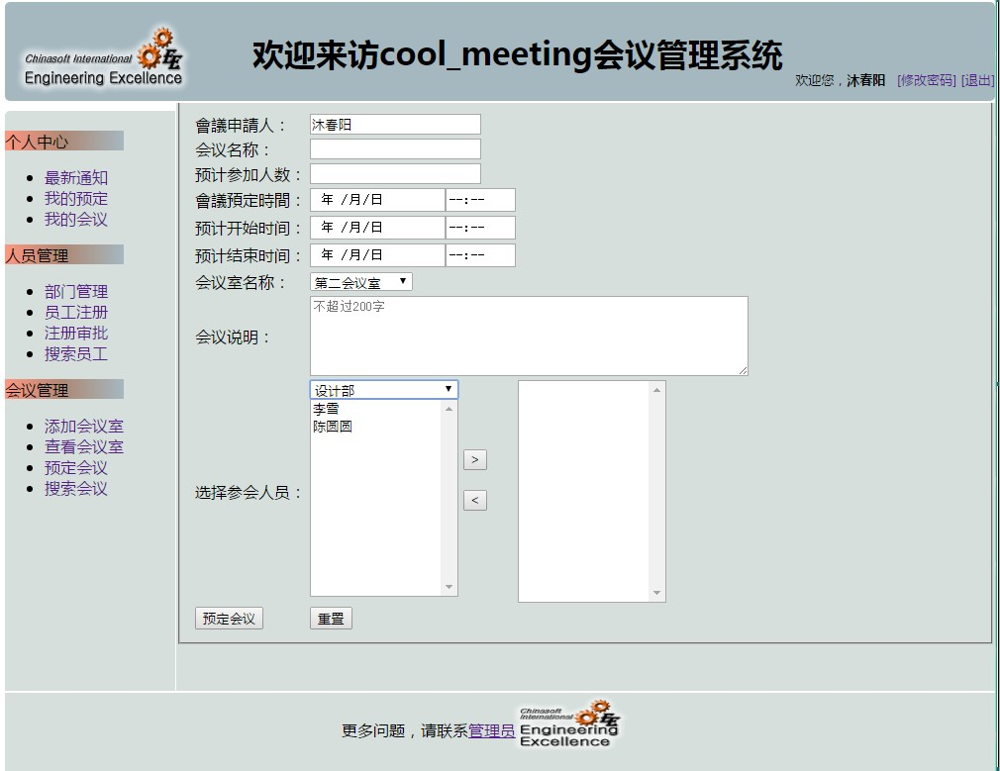 Chinasoft International
Engineering Excellence
欢迎来访cool_meeting会议管理系统
欢迎您，沐春阳 [修改密码] [退出]
个人中心
最新通知
我的预定
我的会议
人员管理
部门管理
员工注册
注册审批
搜索员工
会议管理
添加会议室
查看会议室
预定会议
搜索会议
會議申請人： 沐春阳
会议名称：
预计参加人数：
會議預定時間： 年 /月/日 --:--
预计开始时间： 年 /月/日 --:--
预计结束时间： 年 /月/日 --:--
会议室名称： 第二会议室
会议说明： 不超过200字
设计部
李雪
陈圆圆
选择参会人员：
>
<
预定会议 重置
更多问题，请联系管理员
Chinasoft
International
Engineering
Excellence